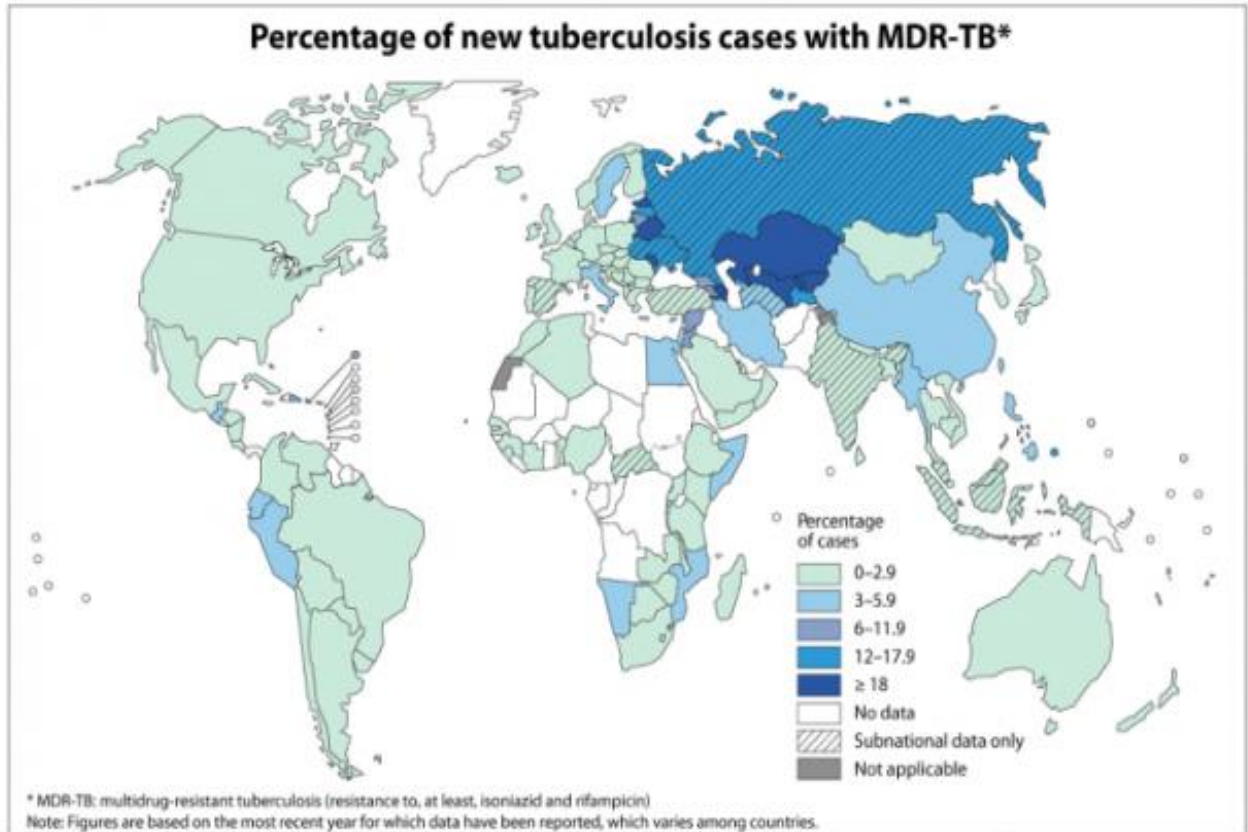 Percentage of new tuberculosis cases with MDR-TB*
Percentage
of cases
0–2.9
3–5.9
6–11.9
12–17.9
≥ 18
No data
Subnational data only
Not applicable
* MDR-TB: multidrug-resistant tuberculosis (resistance to, at least, isoniazid and rifampicin)
Note: Figures are based on the most recent year for which data have been reported, which varies among countries.